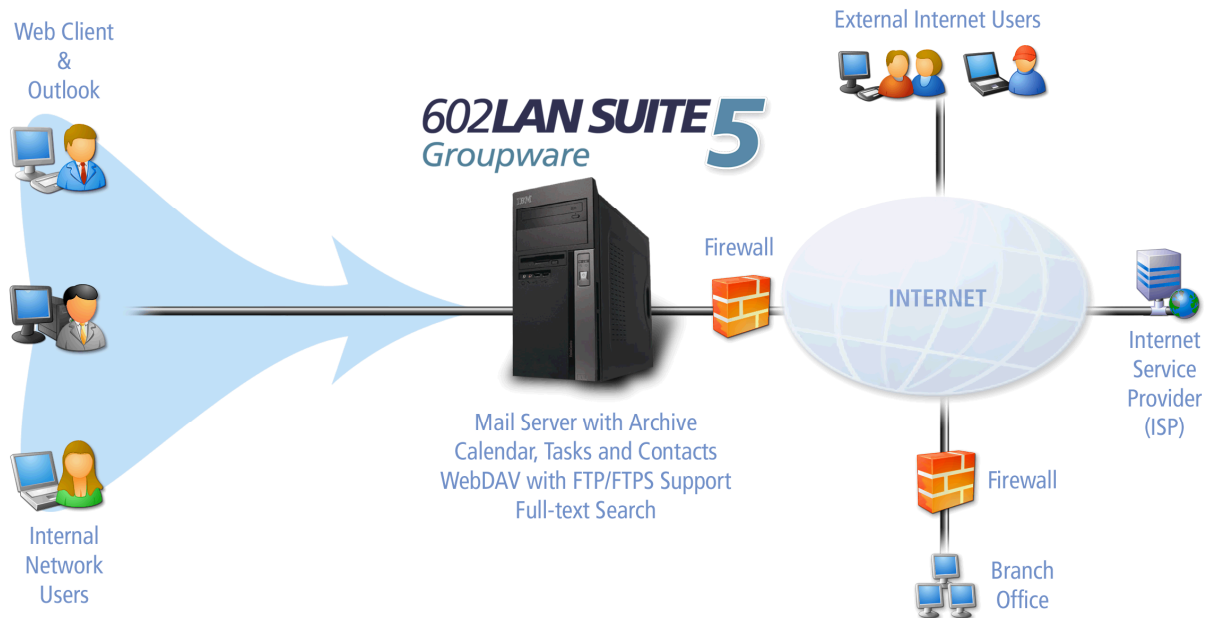 Web Client
&
Outlook
External Internet Users
602LAN SUITE 5
Groupware
IBM
Firewall
INTERNET
Internet
Service
Provider
(ISP)
Mail Server with Archive
Calendar, Tasks and Contacts
WebDAV with FTP/FTPS Support
Full-text Search
Firewall
Internal
Network
Users
Branch
Office